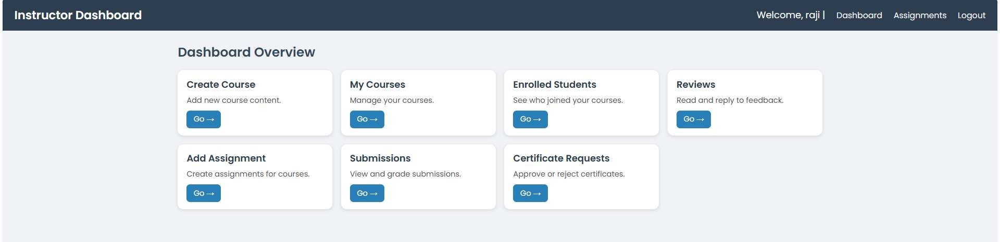 Instructor Dashboard
Welcome, raji | Dashboard Assignments Logout
Dashboard Overview
Create Course
Add new course content.
Go →
My Courses
Manage your courses.
Go →
Enrolled Students
See who joined your courses.
Go →
Reviews
Read and reply to feedback.
Go →
Add Assignment
Create assignments for courses.
Go →
Submissions
View and grade submissions.
Go →
Certificate Requests
Approve or reject certificates.
Go →